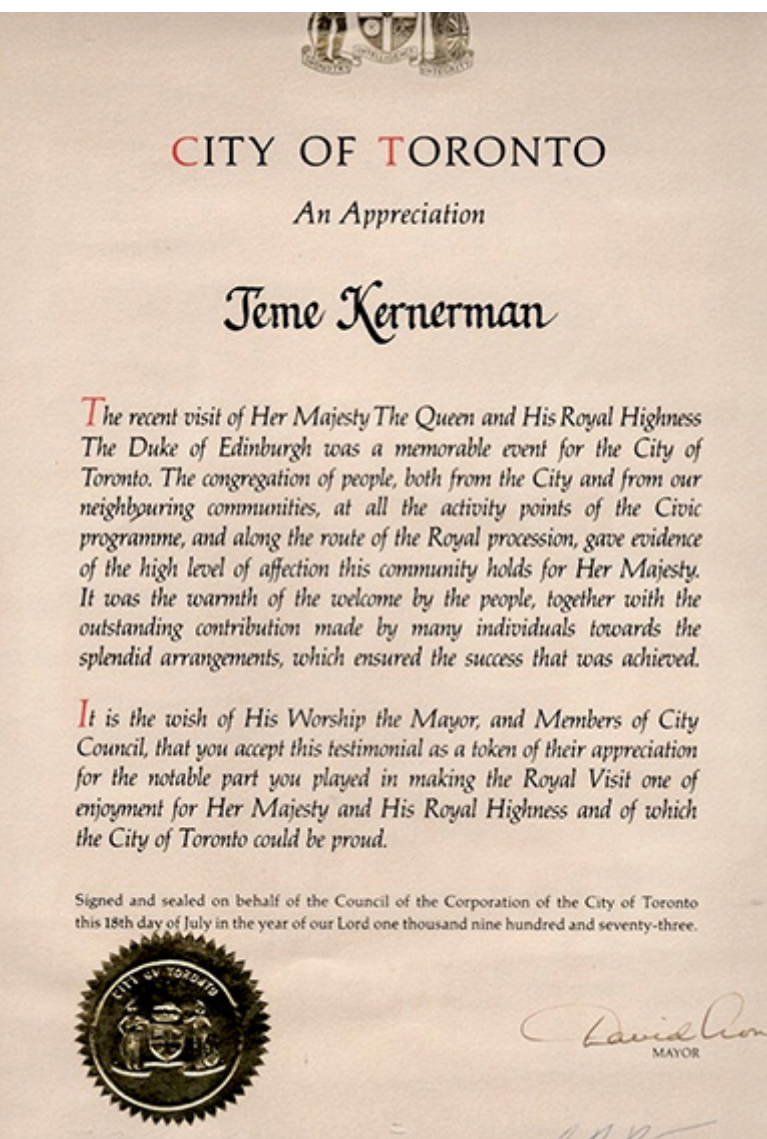 INDUSTRY INTELLIGENCE INTEGRITY
CITY OF TORONTO
An Appreciation
Teme Kernerman
The recent visit of Her Majesty The Queen and His Royal Highness
The Duke of Edinburgh was a memorable event for the City of
Toronto. The congregation of people, both from the City and from our
neighbouring communities, at all the activity points of the Civic
programme, and along the route of the Royal procession, gave evidence
of the high level of affection this community holds for Her Majesty.
It was the warmth of the welcome by the people, together with the
outstanding contribution made by many individuals towards the
splendid arrangements, which ensured the success that was achieved.
It is the wish of His Worship the Mayor, and Members of City
Council, that you accept this testimonial as a token of their appreciation
for the notable part you played in making the Royal Visit one of
enjoyment for Her Majesty and His Royal Highness and of which
the City of Toronto could be proud.
Signed and sealed on behalf of the Council of the Corporation of the City of Toronto
this 18th day of July in the year of our Lord one thousand nine hundred and seventy-three.
CITY OF TORONTO
David
MAYOR